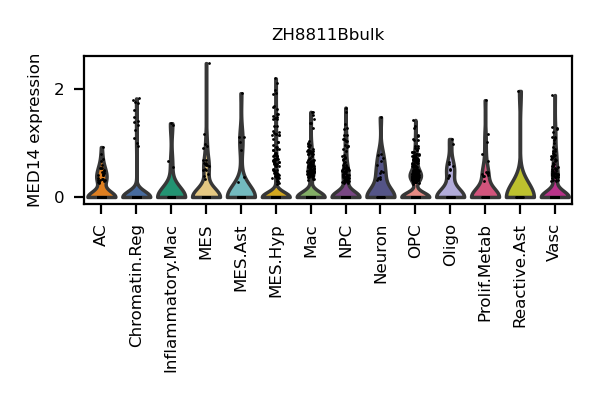 ZH8811Bbulk
MED14 expression
2
0
AC
Chromatin.Reg
Inflammatory.Mac
MES
MES.Ast
MES.Hyp
Mac
NPC
Neuron
OPC
Oligo
Prolif.Metab
Reactive.Ast
Vasc